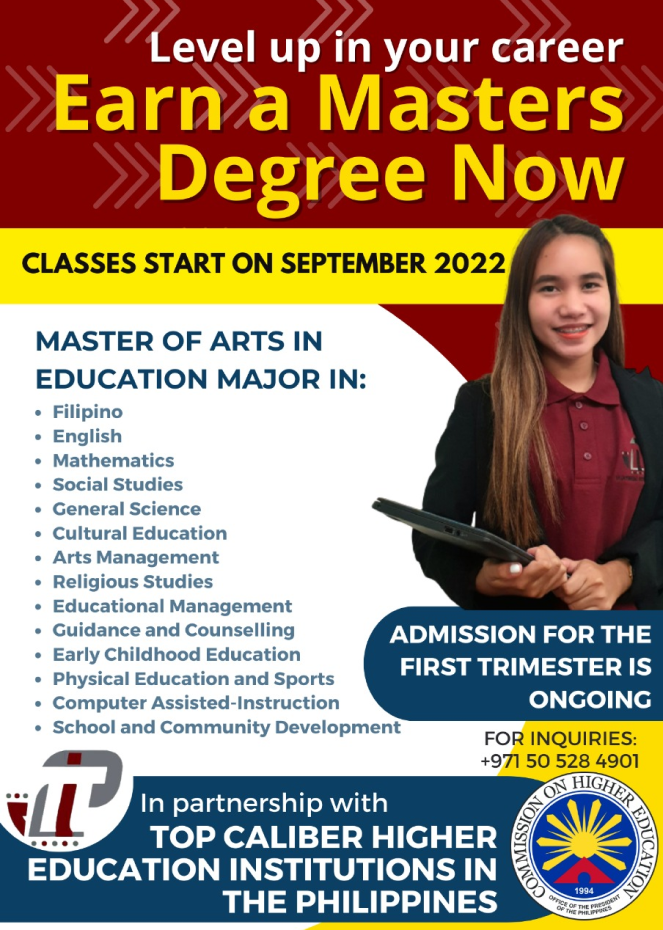 Level up in your career
Earn a Masters
Degree Now
CLASSES START ON SEPTEMBER 2022
MASTER OF ARTS IN
EDUCATION MAJOR IN:
• Filipino
• English
• Mathematics
• Social Studies
• General Science
• Cultural Education
• Arts Management
• Religious Studies
• Educational Management
• Guidance and Counselling
• Early Childhood Education
• Physical Education and Sports
• Computer Assisted-Instruction
• School and Community Development
ADMISSION FOR THE
FIRST TRIMESTER IS
ONGOING
FOR INQUIRIES:
+971 50 528 4901
In partnership with
TOP CALIBER HIGHER
EDUCATION INSTITUTIONS IN
THE PHILIPPINES
COMMISSION ON HIGHER EDUCATION
1994
OFFICE OF THE PRESIDENT
OF THE PHILIPPINES